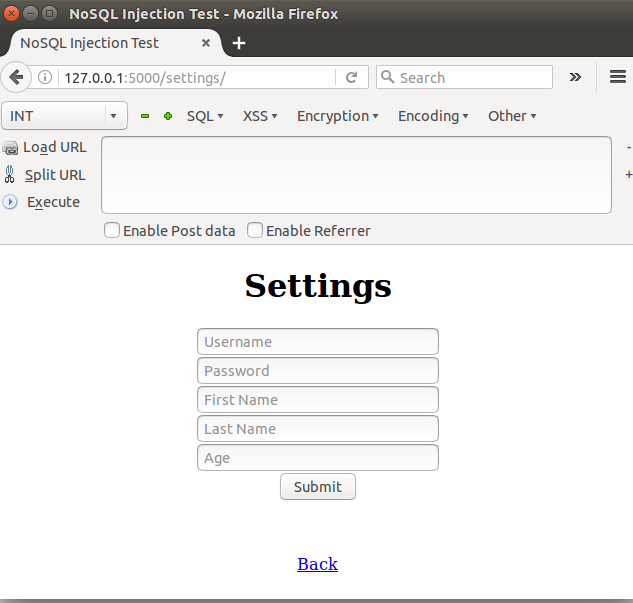 NoSQL Injection Test - Mozilla Firefox
NoSQL Injection Test
127.0.0.1:5000/settings/ Search
INT SQL XSS Encryption Encoding Other
Load URL
Split URL
Execute
Enable Post data Enable Referrer
Settings
Username
Password
First Name
Last Name
Age
Submit
Back